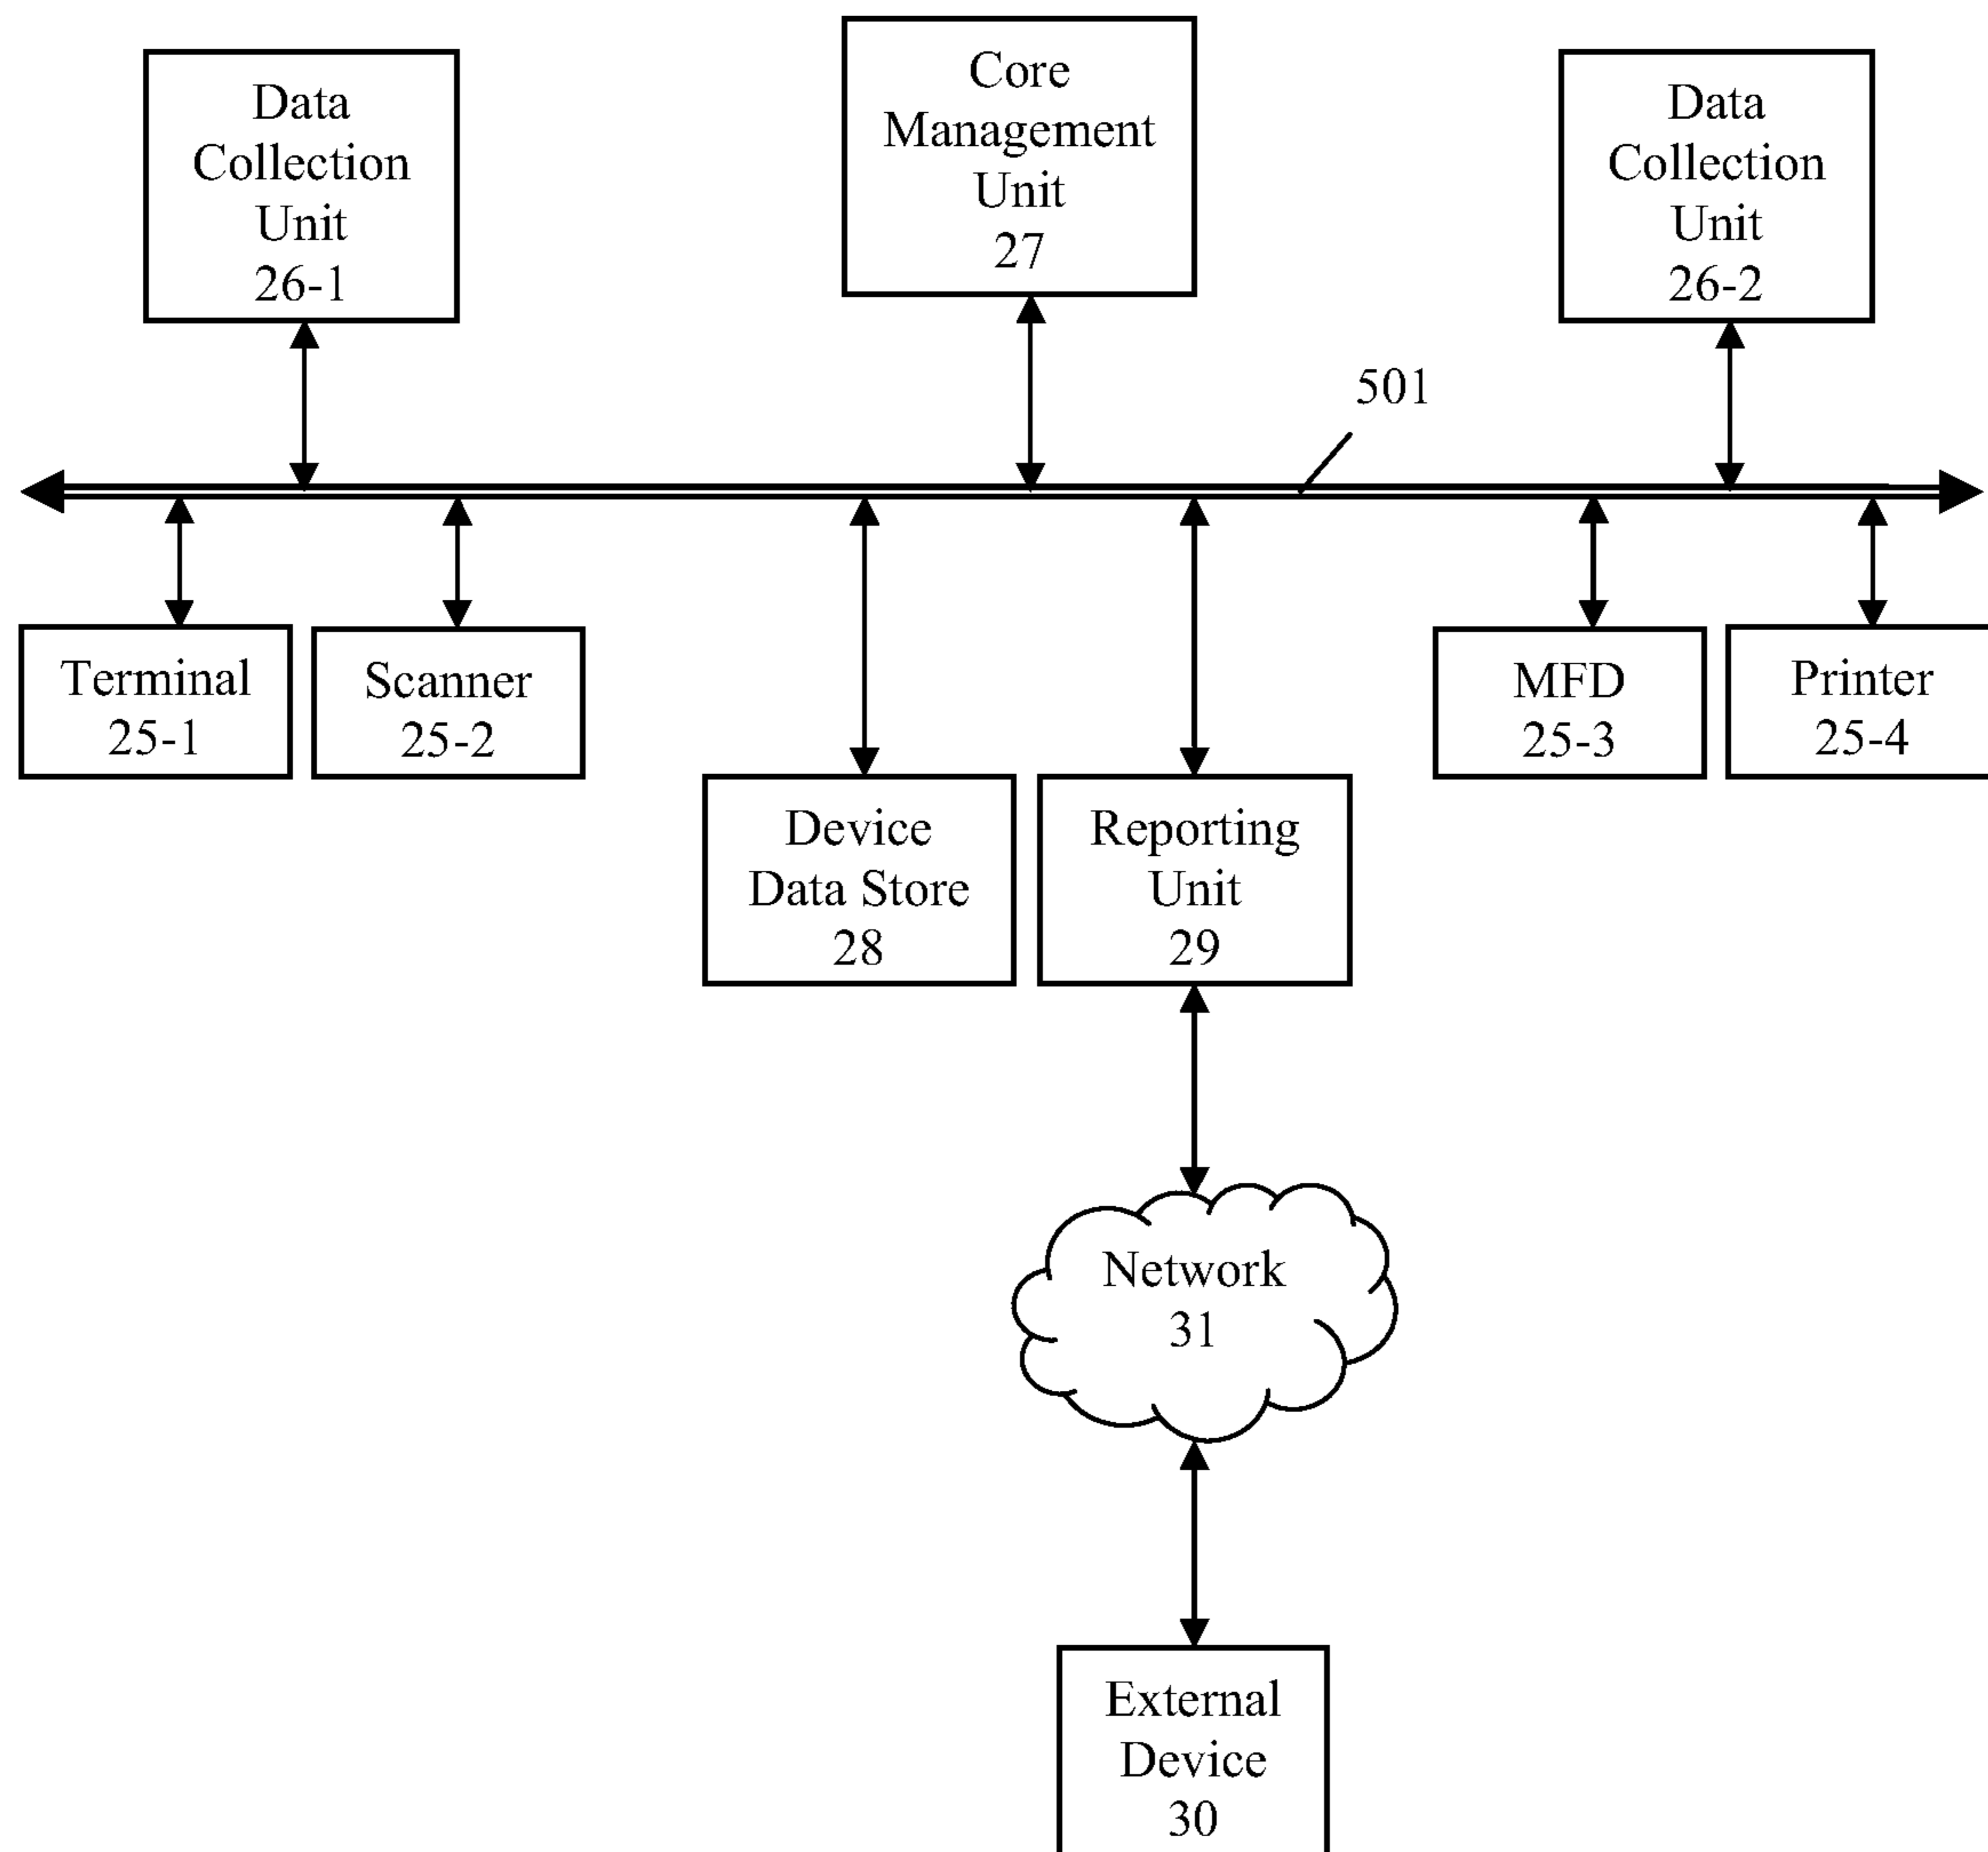 Data
Collection
Unit
26-1
Core
Management
Unit
27
Data
Collection
Unit
26-2
501
Terminal
25-1
Scanner
25-2
MFD
25-3
Printer
25-4
Device
Data Store
28
Reporting
Unit
29
Network
31
External
Device
30